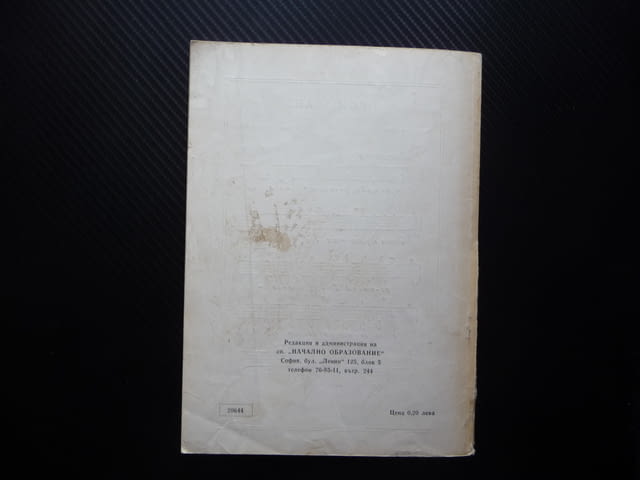 Редакция и администрация на
сп. „НАЧАЛНО ОБРАЗОВАНИЕ“
София, бул. „Ленин“ 125, блок 5
телефон 70-85-11, вътр. 244
20644
Цена 0,20 лева